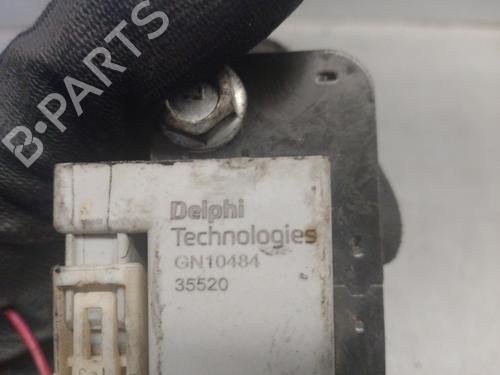 B-PARTS
Delphi
Technologies
GN10484
35520